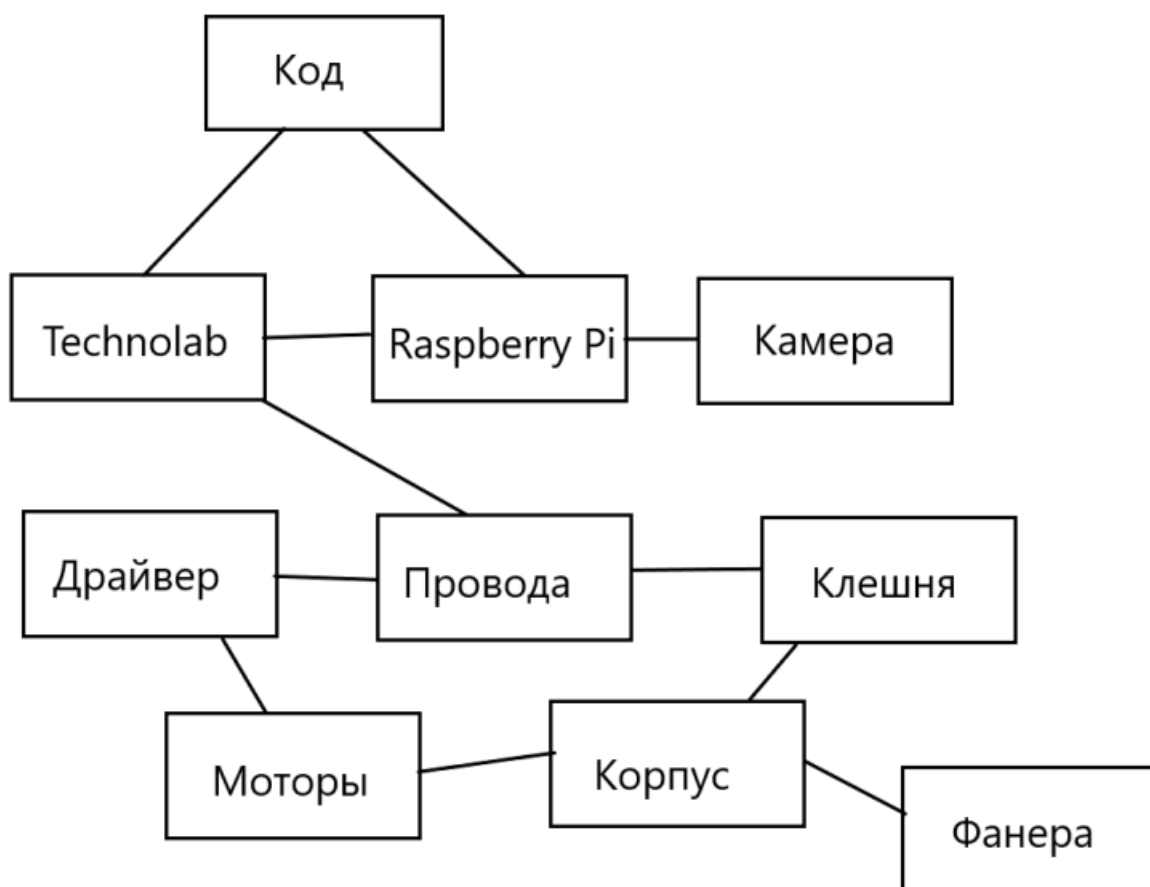 Код
Technolab
Raspberry Pi
Камера
Драйвер
Провода
Клешня
Моторы
Корпус
Фанера